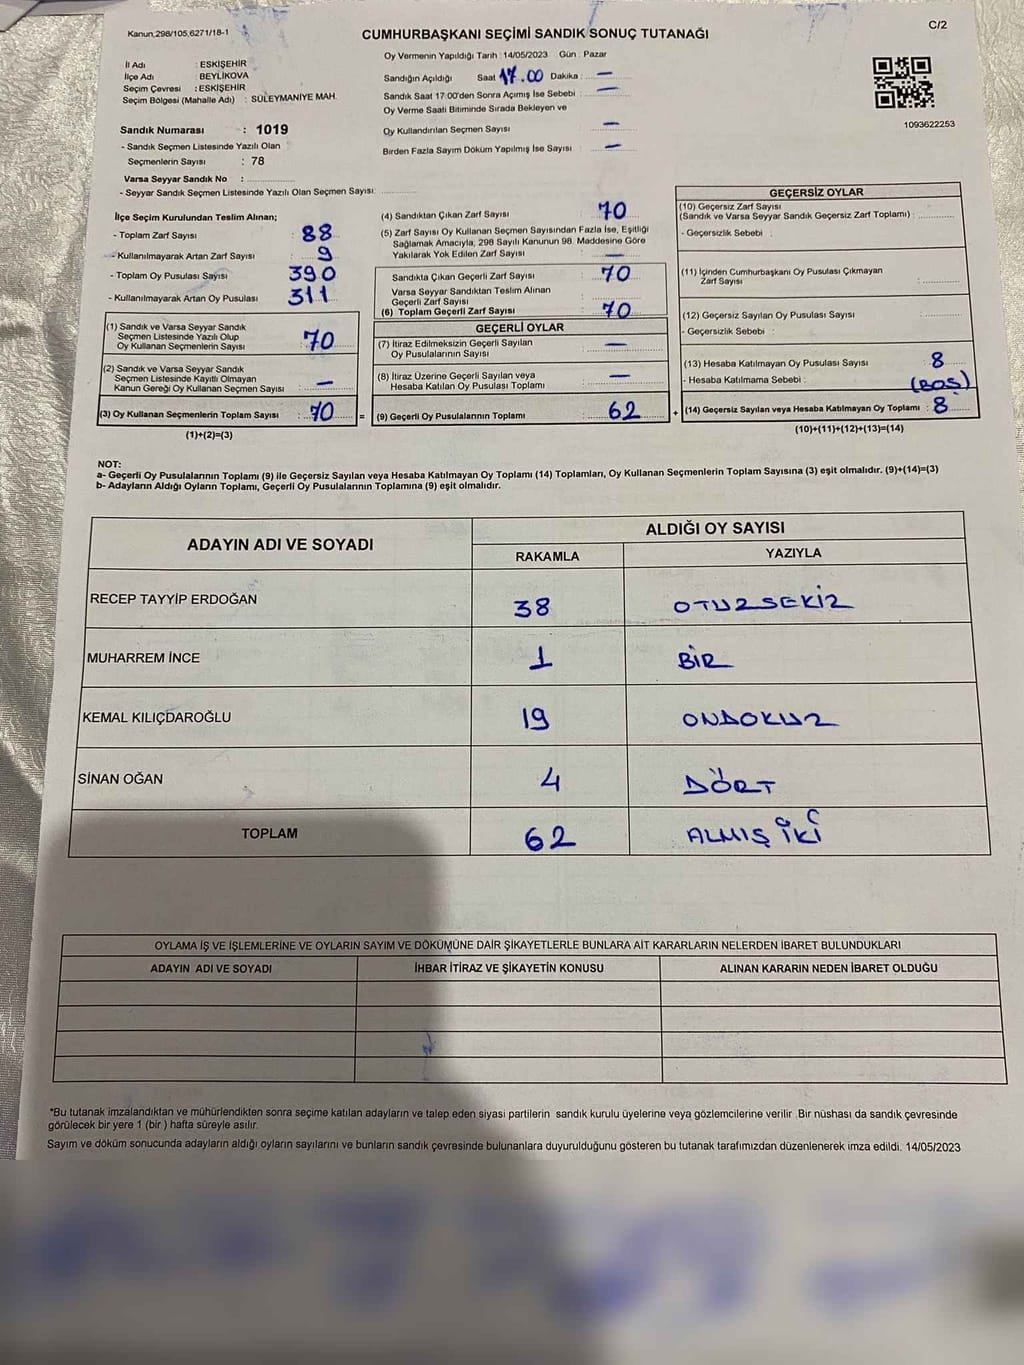 Kanun,298/105,6271/18-1
CUMHURBAŞKANI SEÇİMİ SANDIK SONUÇ TUTANAĞI
C/2
İl Adı : ESKİŞEHİR
İlçe Adı : BEYLİKOVA
Seçim Çevresi : ESKİŞEHİR
Seçim Bölgesi (Mahalle Adı) : SÜLEYMANİYE MAH.
Sandık Numarası : 1019
- Sandık Seçmen Listesinde Yazılı Olan
Seçmenlerin Sayısı : 78
Varsa Seyyar Sandık No :
- Seyyar Sandık Seçmen Listesinde Yazılı Olan Seçmen Sayısı:
Oy Vermenin Yapıldığı Tarih : 14/05/2023 Gün : Pazar
Sandığın Açıldığı Saat 17.00 Dakika : —
Sandık Saat 17:00'den Sonra Açımış İse Sebebi : —
Oy Verme Saati Bitiminde Sırada Bekleyen ve
Oy Kullandırılan Seçmen Sayısı —
Birden Fazla Sayım Döküm Yapılmış İse Sayısı : —
1093622253
İlçe Seçim Kurulundan Teslim Alınan;
- Toplam Zarf Sayısı : 88
- Kullanılmayarak Artan Zarf Sayısı : 9
- Toplam Oy Pusulası Sayısı : 390
- Kullanılmayarak Artan Oy Pusulası : 311
(1) Sandık ve Varsa Seyyar Sandık
Seçmen Listesinde Yazılı Olup
Oy Kullanan Seçmenlerin Sayısı : 70
(2) Sandık ve Varsa Seyyar Sandık
Seçmen Listesinde Kayıtlı Olmayan
Kanun Gereği Oy Kullanan Seçmen Sayısı : —
(3) Oy Kullanan Seçmenlerin Toplam Sayısı : 70 =
(1)+(2)=(3)
(4) Sandıktan Çıkan Zarf Sayısı : 70
(5) Zarf Sayısı Oy Kullanan Seçmen Sayısından Fazla İse, Eşitliği
Sağlamak Amacıyla, 298 Sayılı Kanunun 98. Maddesine Göre
Yakılarak Yok Edilen Zarf Sayısı : —
Sandıkta Çıkan Geçerli Zarf Sayısı : 70
Varsa Seyyar Sandıktan Teslim Alınan
Geçerli Zarf Sayısı :
(6) Toplam Geçerli Zarf Sayısı : 70
GEÇERLİ OYLAR
(7) İtiraz Edilmeksizin Geçerli Sayılan
Oy Pusulalarının Sayısı : —
(8) İtiraz Üzerine Geçerli Sayılan veya
Hesaba Katılan Oy Pusulası Toplamı : —
(9) Geçerli Oy Pusulalarının Toplamı : 62 +
GEÇERSİZ OYLAR
(10) Geçersiz Zarf Sayısı
(Sandık ve Varsa Seyyar Sandık Geçersiz Zarf Toplamı) :
- Geçersizlik Sebebi :
(11) İçinden Cumhurbaşkanı Oy Pusulası Çıkmayan
Zarf Sayısı :
(12) Geçersiz Sayılan Oy Pusulası Sayısı :
- Geçersizlik Sebebi :
(13) Hesaba Katılmayan Oy Pusulası Sayısı : 8
- Hesaba Katılmama Sebebi : (BOŞ)
(14) Geçersiz Sayılan veya Hesaba Katılmayan Oy Toplamı : 8
(10)+(11)+(12)+(13)=(14)
NOT:
a- Geçerli Oy Pusulalarının Toplamı (9) ile Geçersiz Sayılan veya Hesaba Katılmayan Oy Toplamı (14) Toplamları, Oy Kullanan Seçmenlerin Toplam Sayısına (3) eşit olmalıdır. (9)+(14)=(3)
b- Adayların Aldığı Oyların Toplamı, Geçerli Oy Pusulalarının Toplamına (9) eşit olmalıdır.
ADAYIN ADI VE SOYADI ALDIĞI OY SAYISI
RAKAMLA YAZIYLA
RECEP TAYYİP ERDOĞAN 38 OTUZSEKİZ
MUHARREM İNCE 1 BİR
KEMAL KILIÇDAROĞLU 19 ONDOKUZ
SİNAN OĞAN 4 DÖRT
TOPLAM 62 ALMIŞ İKİ
OYLAMA İŞ VE İŞLEMLERİNE VE OYLARIN SAYIM VE DÖKÜMÜNE DAİR ŞİKAYETLERLE BUNLARA AİT KARARLARIN NELERDEN İBARET BULUNDUKLARI
ADAYIN ADI VE SOYADI İHBAR İTİRAZ VE ŞİKAYETİN KONUSU ALINAN KARARIN NEDEN İBARET OLDUĞU
*Bu tutanak imzalandıktan ve mühürlendikten sonra seçime katılan adayların ve talep eden siyasi partilerin sandık kurulu üyelerine veya gözlemcilerine verilir .Bir nüshası da sandık çevresinde
görülecek bir yere 1 (bir ) hafta süreyle asılır.
Sayım ve döküm sonucunda adayların aldığı oyların sayılarını ve bunların sandık çevresinde bulunanlara duyurulduğunu gösteren bu tutanak tarafımızdan düzenlenerek imza edildi. 14/05/2023